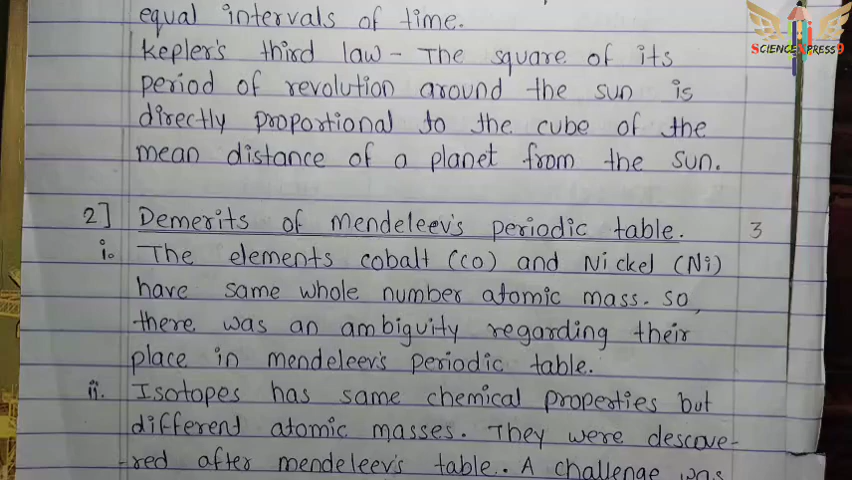 equal intervals of time.
SCIENCEXPRESS9
Kepler's third law - The square of its
period of revolution around the sun is
directly proportional to the cube of the
mean distance of a planet from the sun.
2] Demerits of mendeleev's periodic table. 3
i. The elements cobalt (co) and Nickel (Ni)
have same whole number atomic mass. so,
there was an ambiguity regarding their
place in mendeleev's periodic table.
ii. Isotopes has same chemical properties but
different atomic masses. They were descove-
-red after mendeleev's table.. A challenge was